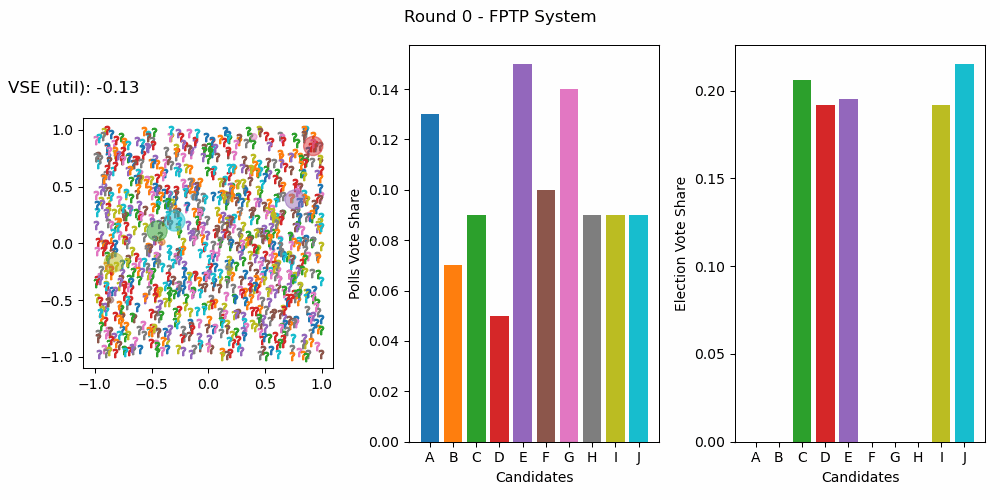 Round 0 - FPTP System
VSE (util): -0.13
1.0
0.5
0.0
−0.5
−1.0
−1.0 −0.5 0.0 0.5 1.0
Polls Vote Share
0.14
0.12
0.10
0.08
0.06
0.04
0.02
0.00
A B C D E F G H I J
Candidates
Election Vote Share
0.20
0.15
0.10
0.05
0.00
A B C D E F G H I J
Candidates